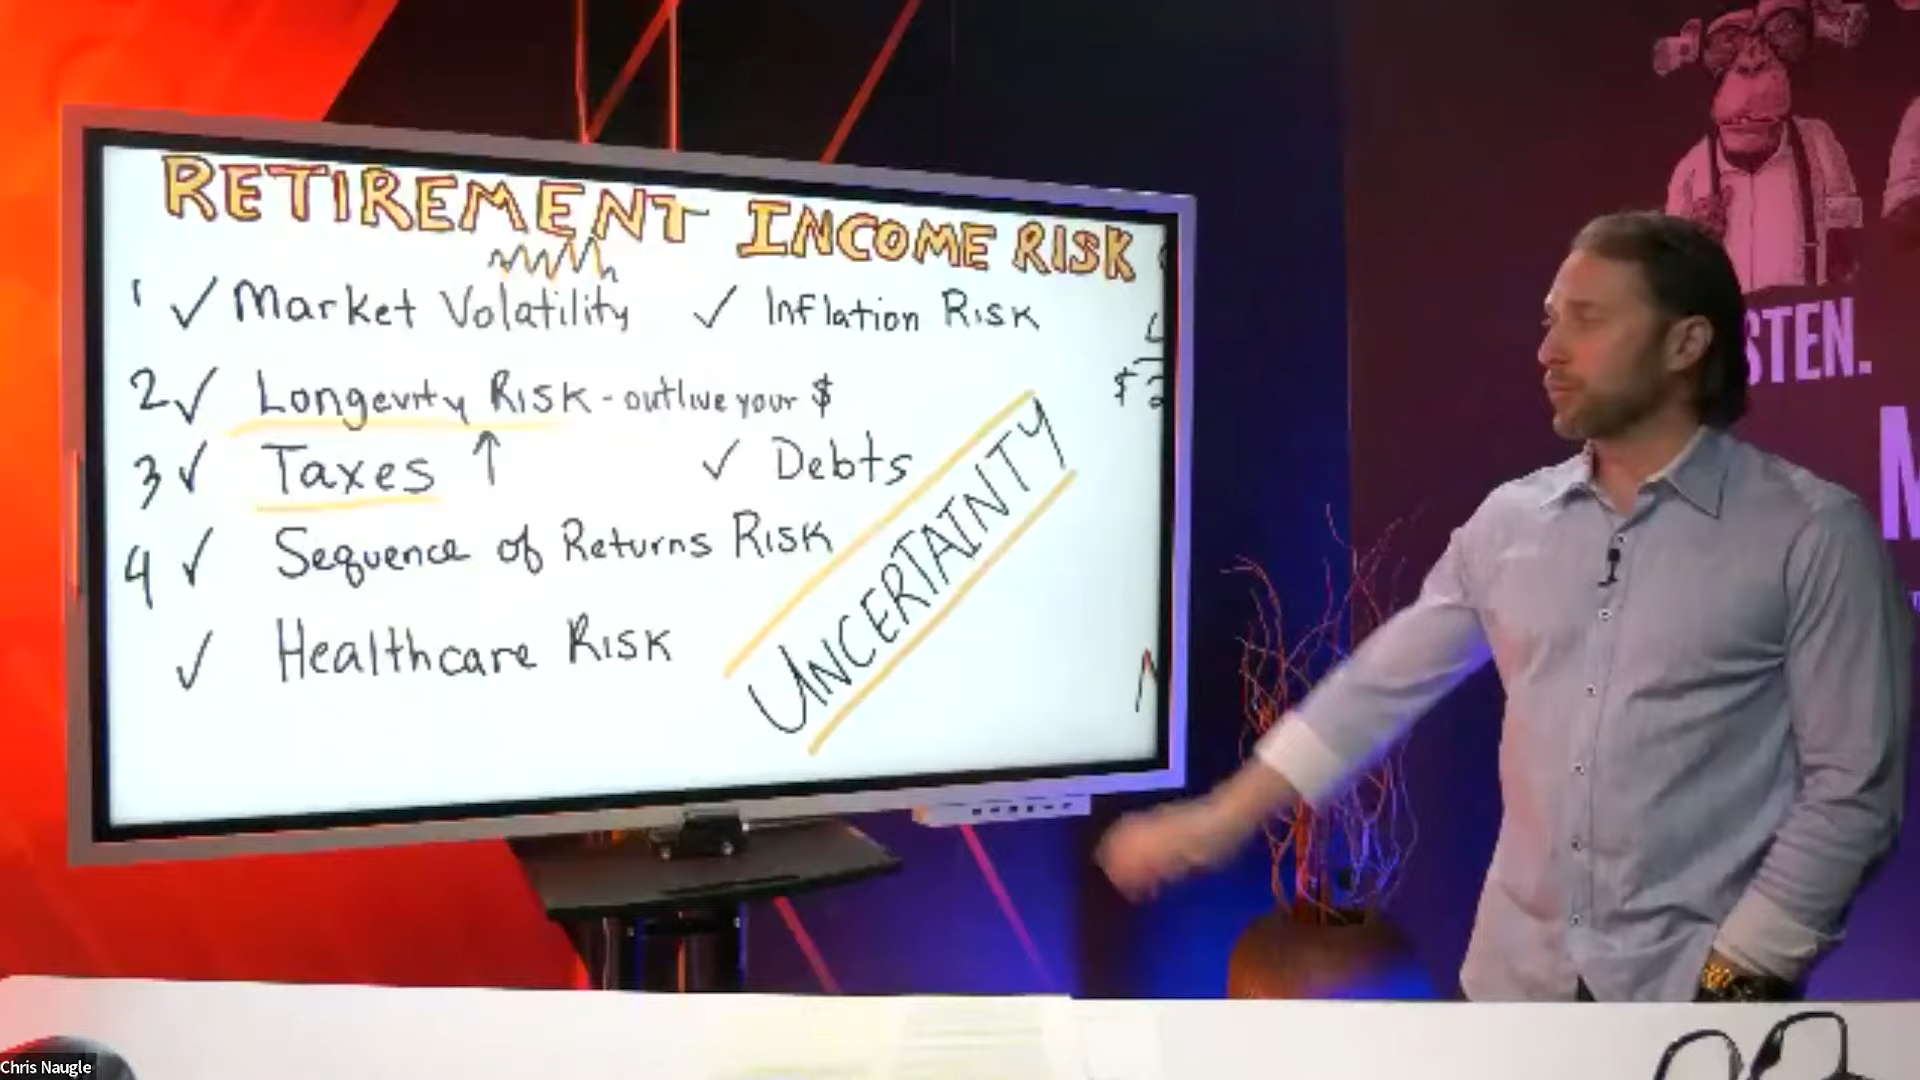 RETIREMENT INCOME RISK
1 ✓ Market Volatility ✓ Inflation Risk
2 ✓ Longevity Risk - outlive your $
3 ✓ Taxes ↑ ✓ Debts
4 ✓ Sequence of Returns Risk
✓ Healthcare Risk
UNCERTAINTY
$2
STEN.
M
Chris Naugle